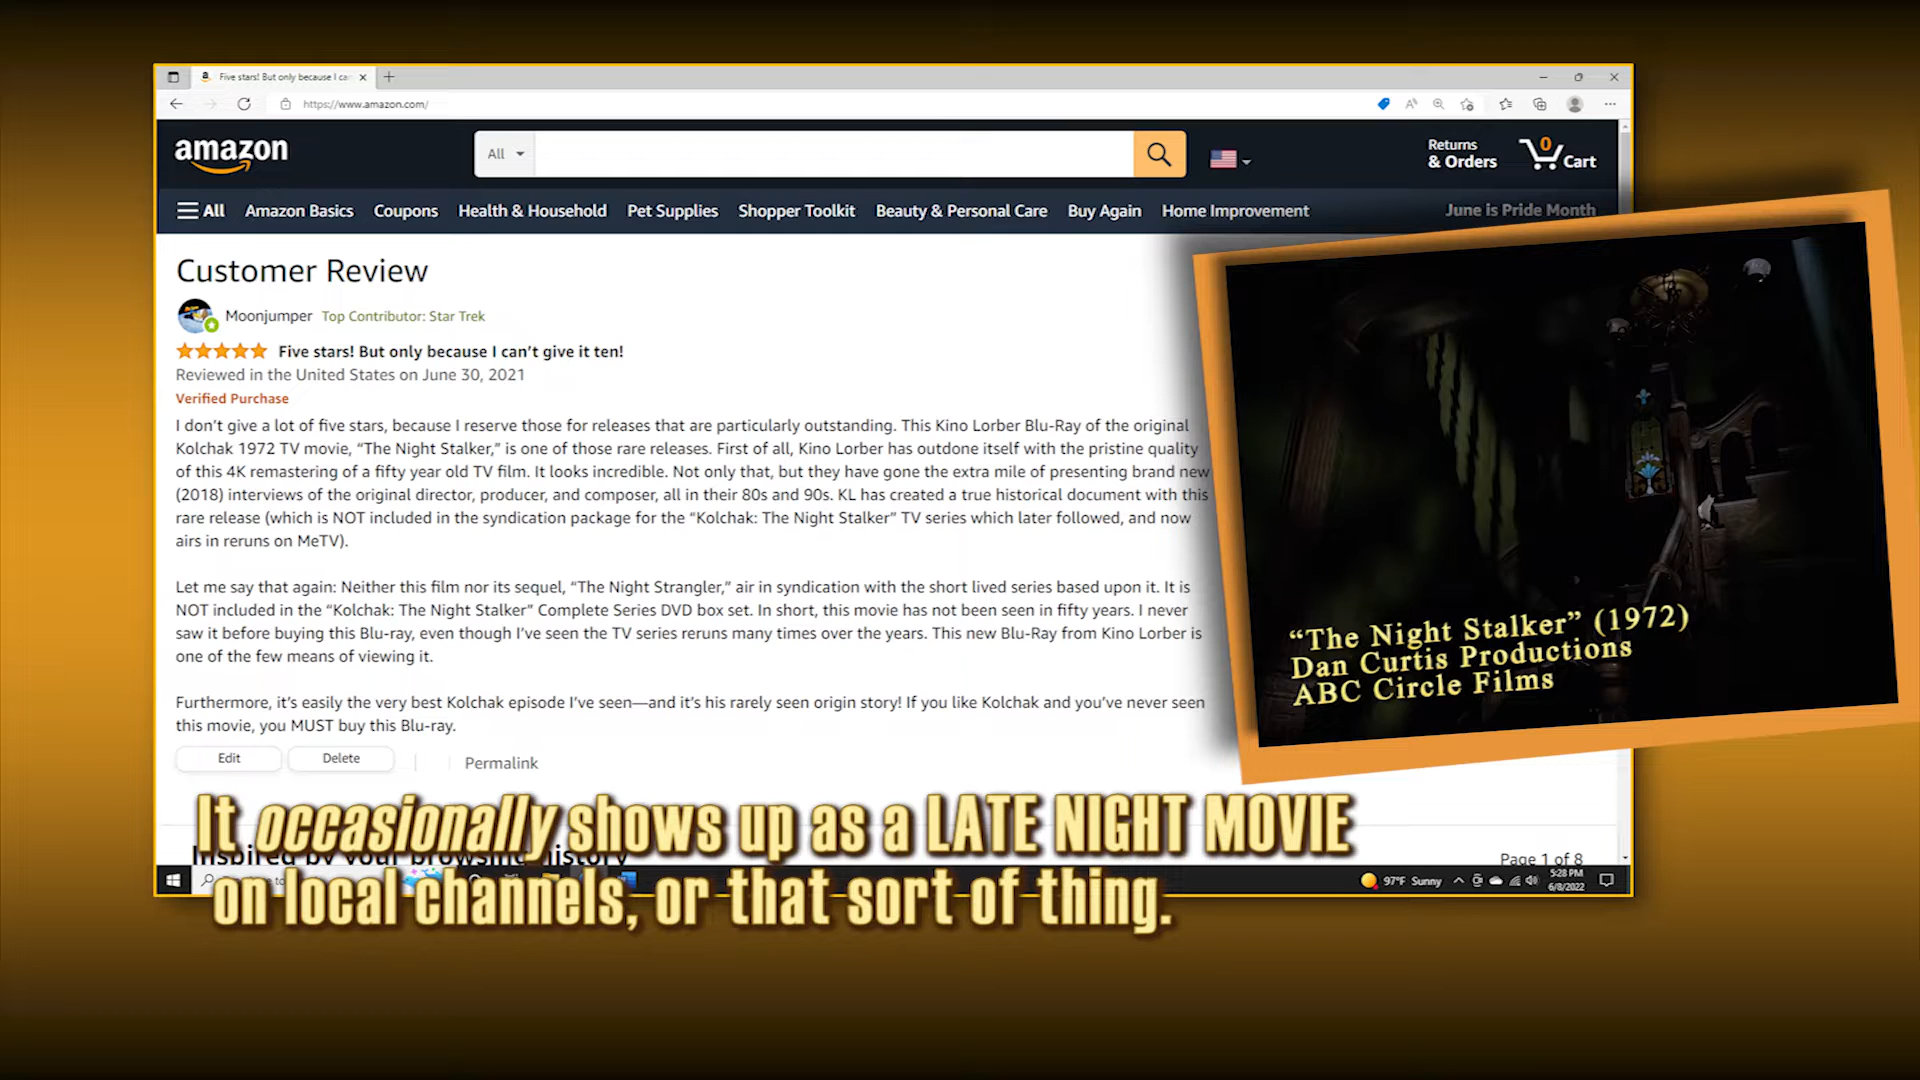 Five stars! But only because I ca
https://www.amazon.com/
amazon
All
Returns
& Orders
0
Cart
All Amazon Basics Coupons Health & Household Pet Supplies Shopper Toolkit Beauty & Personal Care Buy Again Home Improvement June is Pride Month
Customer Review
Moonjumper Top Contributor: Star Trek
Five stars! But only because I can't give it ten!
Reviewed in the United States on June 30, 2021
Verified Purchase
I don't give a lot of five stars, because I reserve those for releases that are particularly outstanding. This Kino Lorber Blu-Ray of the original
Kolchak 1972 TV movie, "The Night Stalker," is one of those rare releases. First of all, Kino Lorber has outdone itself with the pristine quality
of this 4K remastering of a fifty year old TV film. It looks incredible. Not only that, but they have gone the extra mile of presenting brand new
(2018) interviews of the original director, producer, and composer, all in their 80s and 90s. KL has created a true historical document with this
rare release (which is NOT included in the syndication package for the "Kolchak: The Night Stalker" TV series which later followed, and now
airs in reruns on MeTV).
Let me say that again: Neither this film nor its sequel, "The Night Strangler," air in syndication with the short lived series based upon it. It is
NOT included in the "Kolchak: The Night Stalker" Complete Series DVD box set. In short, this movie has not been seen in fifty years. I never
saw it before buying this Blu-ray, even though I've seen the TV series reruns many times over the years. This new Blu-Ray from Kino Lorber is
one of the few means of viewing it.
Furthermore, it's easily the very best Kolchak episode I've seen—and it's his rarely seen origin story! If you like Kolchak and you've never seen
this movie, you MUST buy this Blu-ray.
Edit Delete Permalink
"The Night Stalker" (1972)
Dan Curtis Productions
ABC Circle Films
It occasionally shows up as a LATE NIGHT MOVIE
on local channels, or that sort of thing.
Inspired by your browsing history
Page 1 of 8
97°F Sunny
5:28 PM
6/8/2022